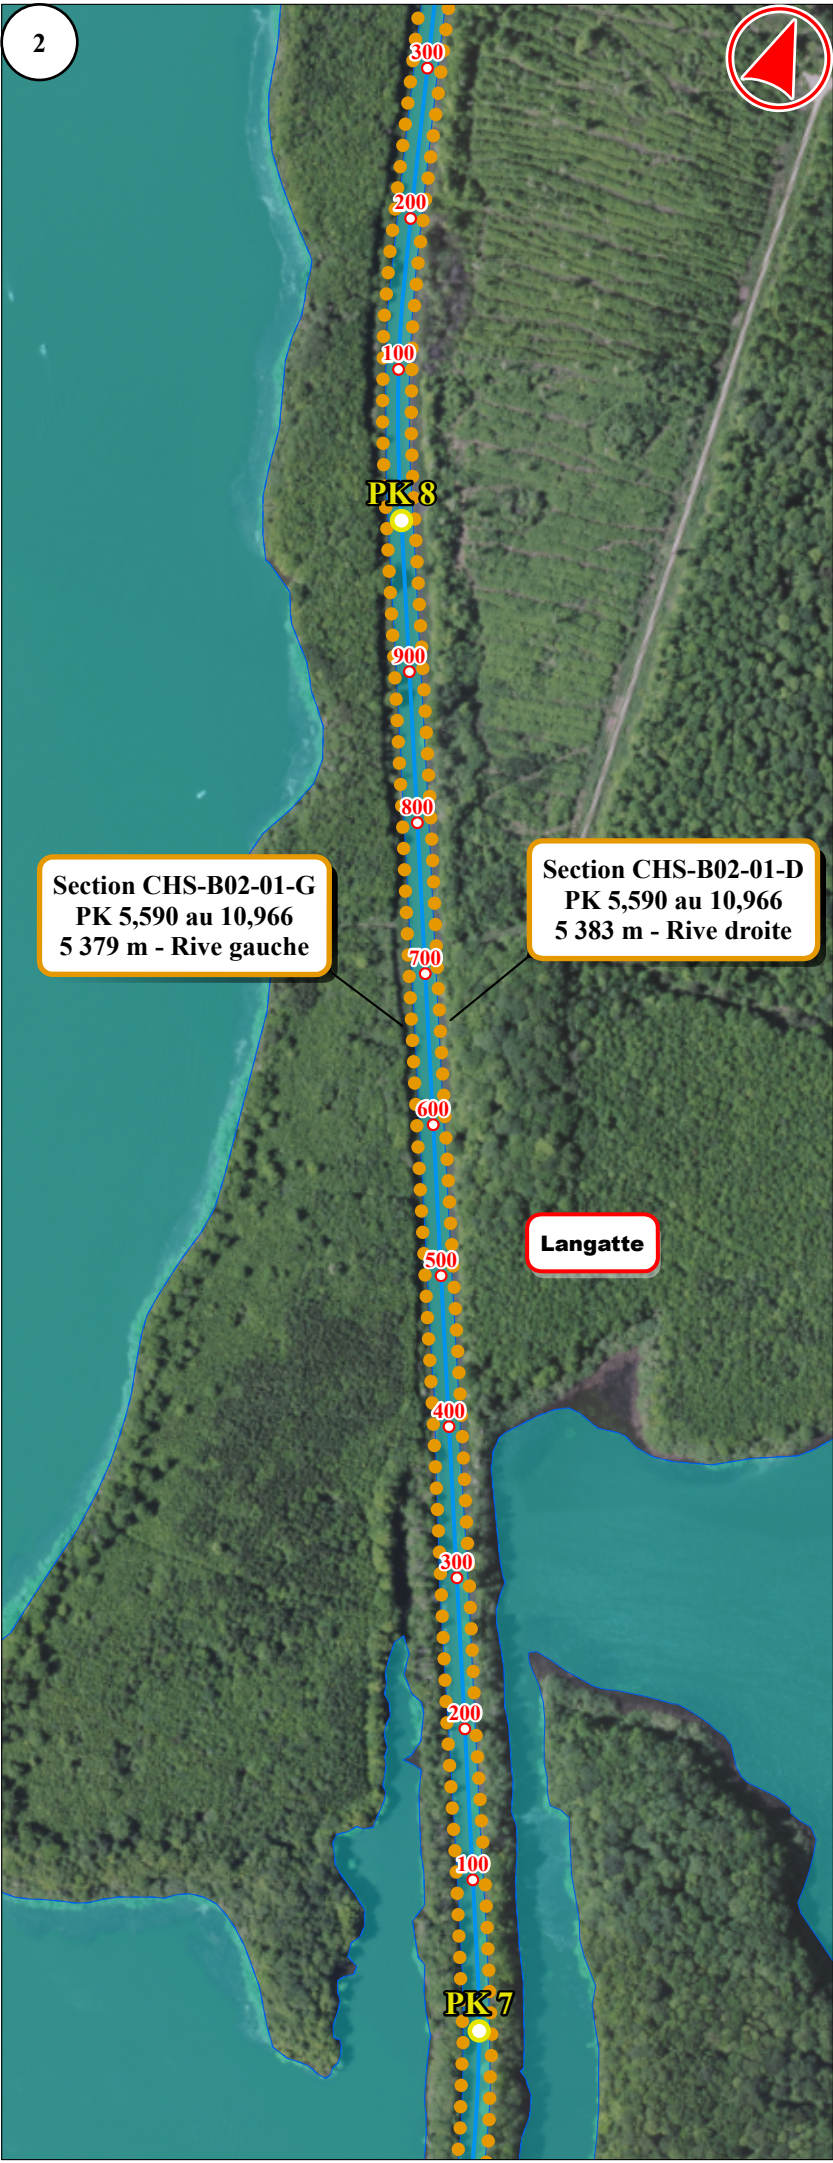 2
300
200
100
PK 8
900
800
Section CHS-B02-01-G
PK 5,590 au 10,966
5 379 m - Rive gauche
Section CHS-B02-01-D
PK 5,590 au 10,966
5 383 m - Rive droite
700
600
Langatte
500
400
300
200
100
PK 7